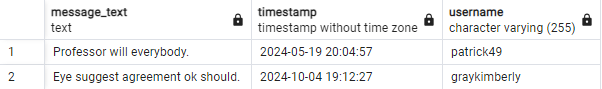 message_text timestamp username
text timestamp without time zone character varying (255)
1 Professor will everybody. 2024-05-19 20:04:57 patrick49
2 Eye suggest agreement ok should. 2024-10-04 19:12:27 graykimberly